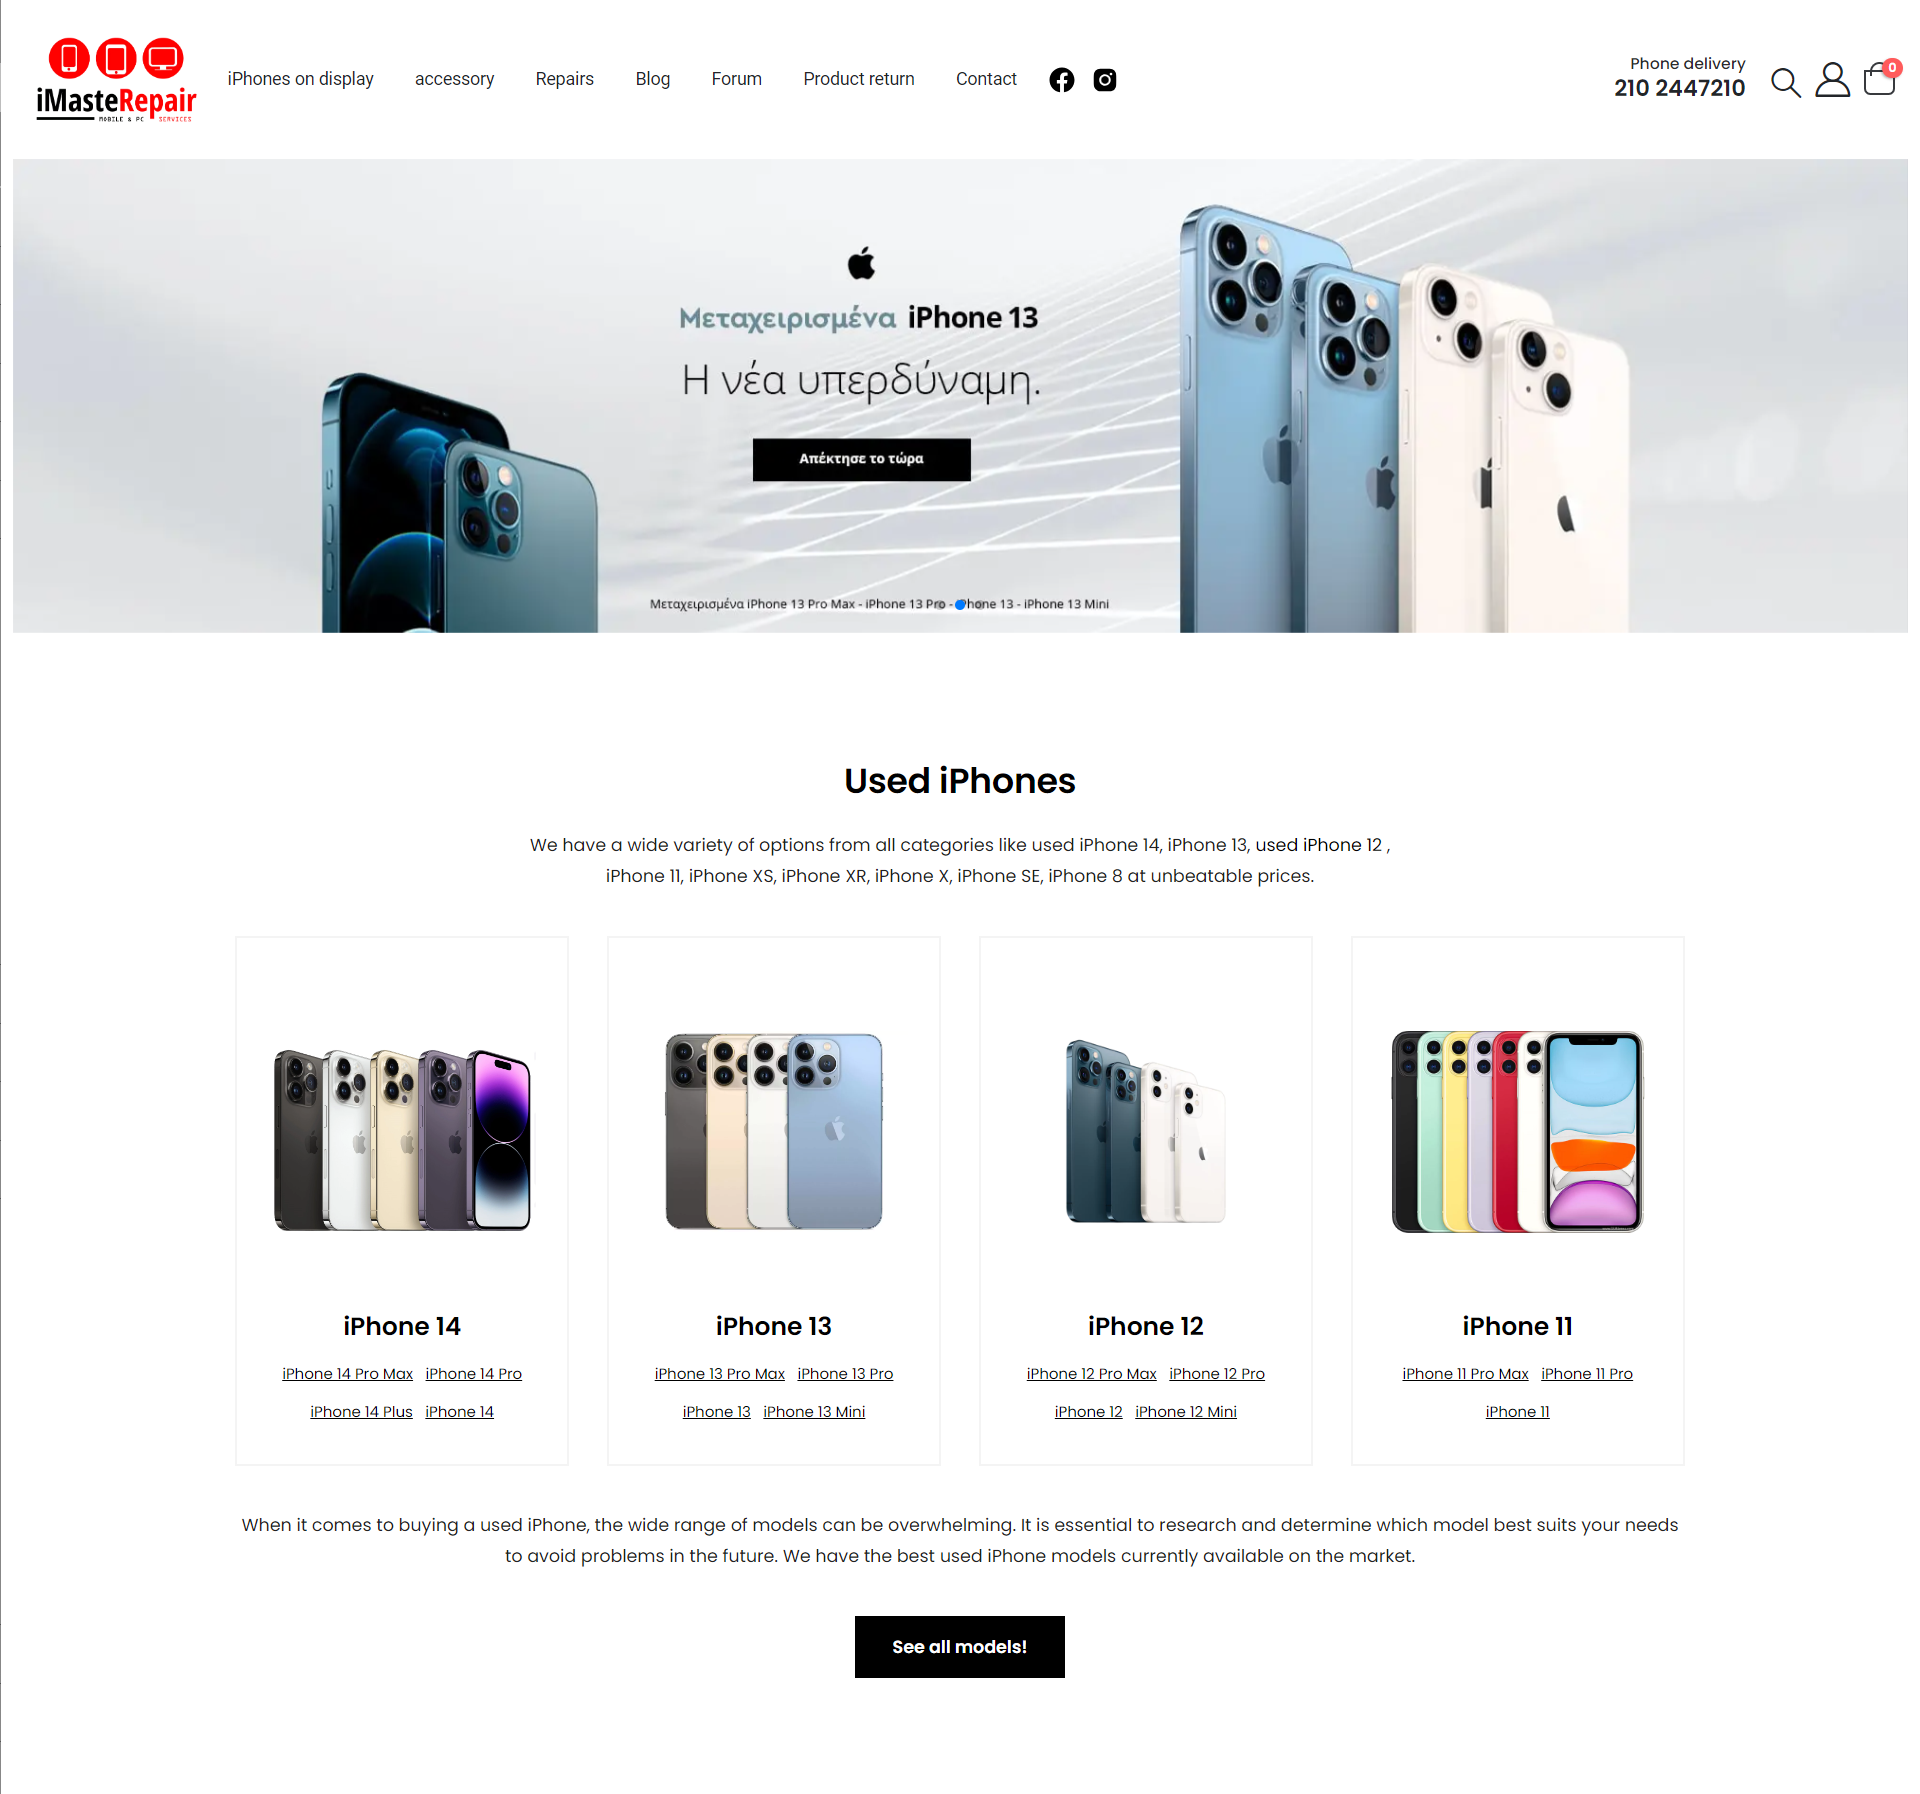 iMasteRepair
MOBILE & PC SERVICES
iPhones on display
accessory
Repairs
Blog
Forum
Product return
Contact
Phone delivery
210 2447210
0
Μεταχειρισμένα iPhone 13
Η νέα υπερδύναμη.
Απέκτησε το τώρα
Μεταχειρισμένα iPhone 13 Pro Max - iPhone 13 Pro - iPhone 13 - iPhone 13 Mini
Used iPhones
We have a wide variety of options from all categories like used iPhone 14, iPhone 13, used iPhone 12 ,
iPhone 11, iPhone XS, iPhone XR, iPhone X, iPhone SE, iPhone 8 at unbeatable prices.
iPhone 14
iPhone 14 Pro Max iPhone 14 Pro
iPhone 14 Plus iPhone 14
iPhone 13
iPhone 13 Pro Max iPhone 13 Pro
iPhone 13 iPhone 13 Mini
iPhone 12
iPhone 12 Pro Max iPhone 12 Pro
iPhone 12 iPhone 12 Mini
iPhone 11
iPhone 11 Pro Max iPhone 11 Pro
iPhone 11
When it comes to buying a used iPhone, the wide range of models can be overwhelming. It is essential to research and determine which model best suits your needs
to avoid problems in the future. We have the best used iPhone models currently available on the market.
See all models!